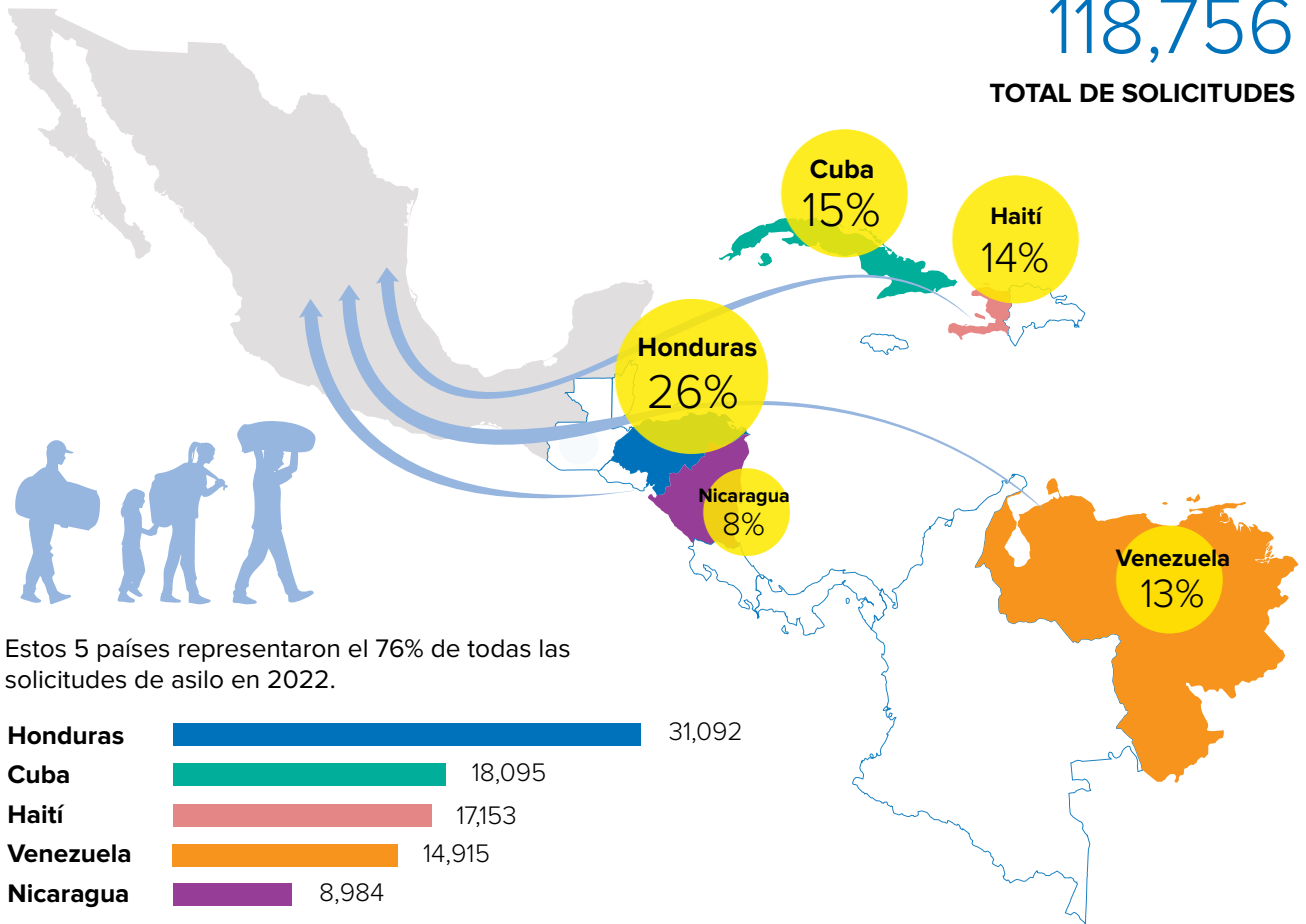 118,756
TOTAL DE SOLICITUDES
Cuba
15%
Haití
14%
Honduras
26%
Nicaragua
8%
Venezuela
13%
Estos 5 países representaron el 76% de todas las
solicitudes de asilo en 2022.
Honduras 31,092
Cuba 18,095
Haití 17,153
Venezuela 14,915
Nicaragua 8,984